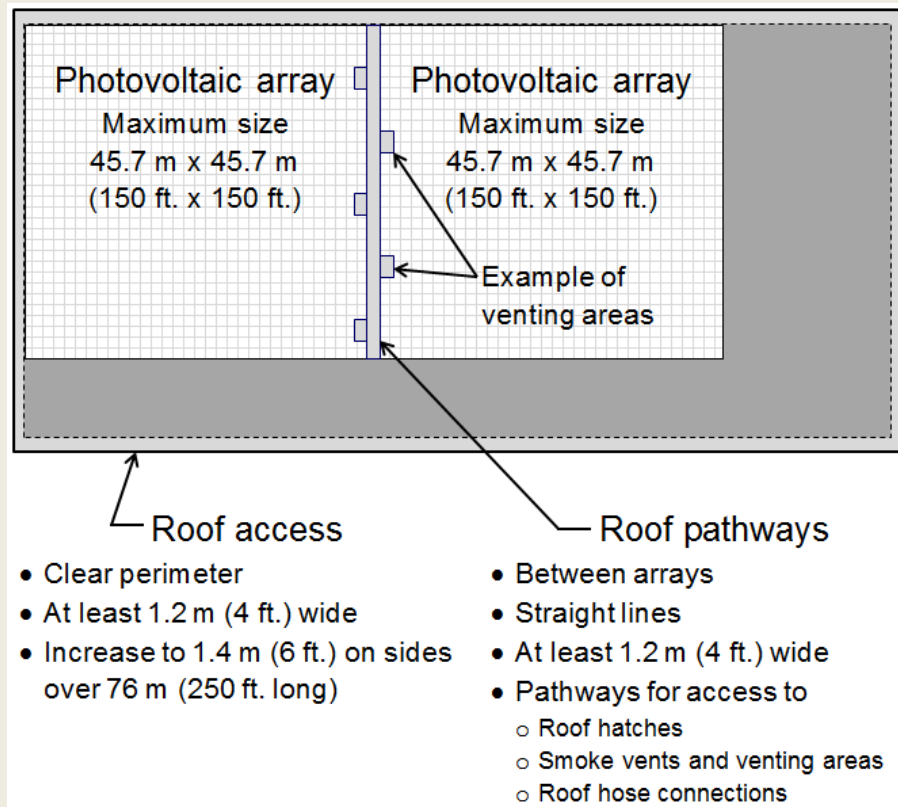 Photovoltaic array
Maximum size
45.7 m x 45.7 m
(150 ft. x 150 ft.)
Photovoltaic array
Maximum size
45.7 m x 45.7 m
(150 ft. x 150 ft.)
Example of
venting areas
Roof access
• Clear perimeter
• At least 1.2 m (4 ft.) wide
• Increase to 1.4 m (6 ft.) on sides
over 76 m (250 ft. long)
Roof pathways
• Between arrays
• Straight lines
• At least 1.2 m (4 ft.) wide
• Pathways for access to
o Roof hatches
o Smoke vents and venting areas
o Roof hose connections